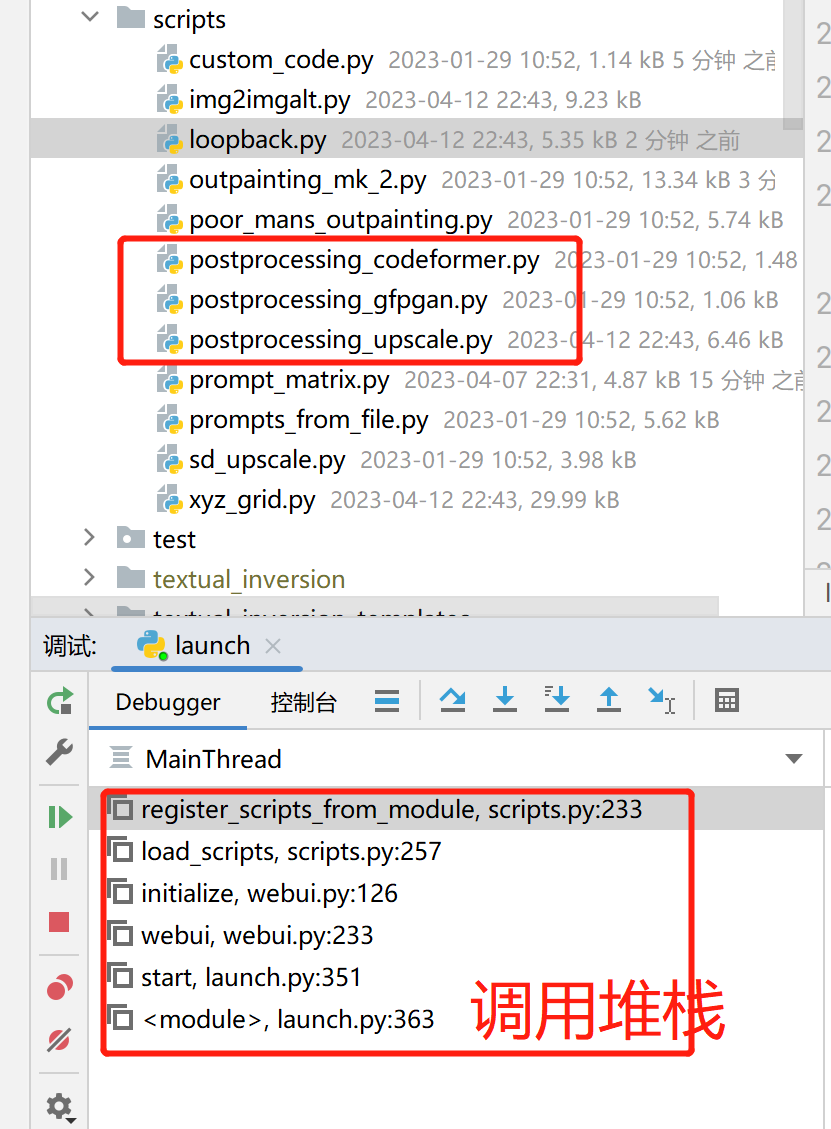 scripts
custom_code.py 2023-01-29 10:52, 1.14 kB 5 分钟 之前
img2imgalt.py 2023-04-12 22:43, 9.23 kB
loopback.py 2023-04-12 22:43, 5.35 kB 2 分钟 之前
outpainting_mk_2.py 2023-01-29 10:52, 13.34 kB 3 分
poor_mans_outpainting.py 2023-01-29 10:52, 5.74 kB
postprocessing_codeformer.py 2023-01-29 10:52, 1.48
postprocessing_gfpgan.py 2023-01-29 10:52, 1.06 kB
postprocessing_upscale.py 2023-04-12 22:43, 6.46 kB
prompt_matrix.py 2023-04-07 22:31, 4.87 kB 15 分钟 之前
prompts_from_file.py 2023-01-29 10:52, 5.62 kB
sd_upscale.py 2023-01-29 10:52, 3.98 kB
xyz_grid.py 2023-04-12 22:43, 29.99 kB
test
textual_inversion
textual_inversion_templates
调试: launch
Debugger 控制台
MainThread
register_scripts_from_module, scripts.py:233
load_scripts, scripts.py:257
initialize, webui.py:126
webui, webui.py:233
start, launch.py:351
<module>, launch.py:363
调用堆栈